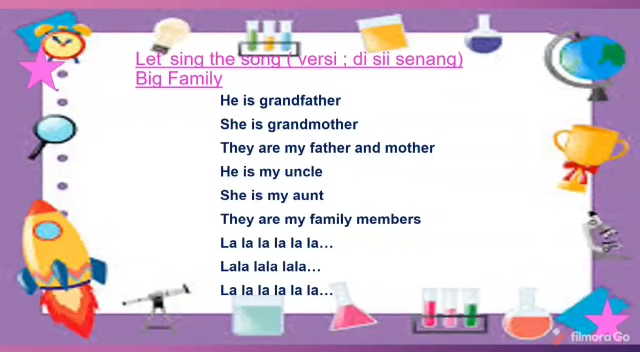 Let' sing the song ( versi ; di sii senang)
Big Family
He is grandfather
She is grandmother
They are my father and mother
He is my uncle
She is my aunt
They are my family members
La la la la la la…
Lala lala lala…
La la la la la la…
filmoraGo